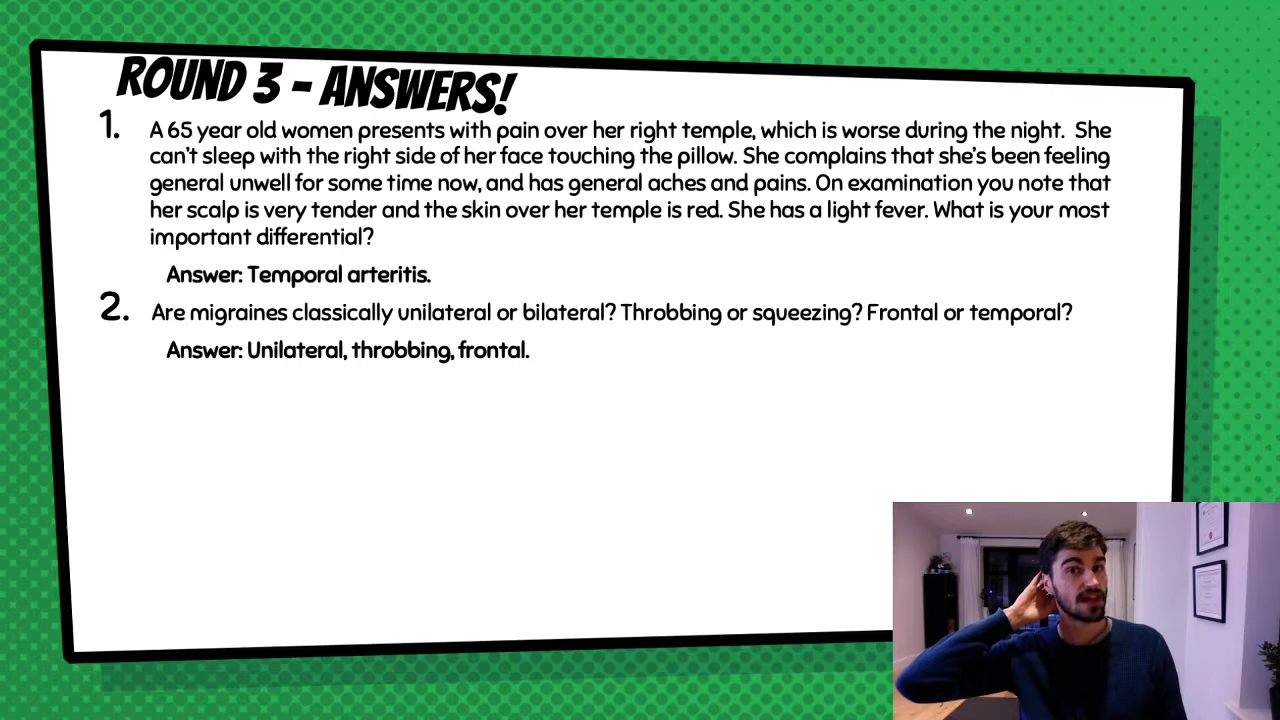 ROUND 3 - ANSWERS!
1. A 65 year old women presents with pain over her right temple, which is worse during the night. She
can't sleep with the right side of her face touching the pillow. She complains that she's been feeling
general unwell for some time now, and has general aches and pains. On examination you note that
her scalp is very tender and the skin over her temple is red. She has a light fever. What is your most
important differential?
Answer: Temporal arteritis.
2. Are migraines classically unilateral or bilateral? Throbbing or squeezing? Frontal or temporal?
Answer: Unilateral, throbbing, frontal.